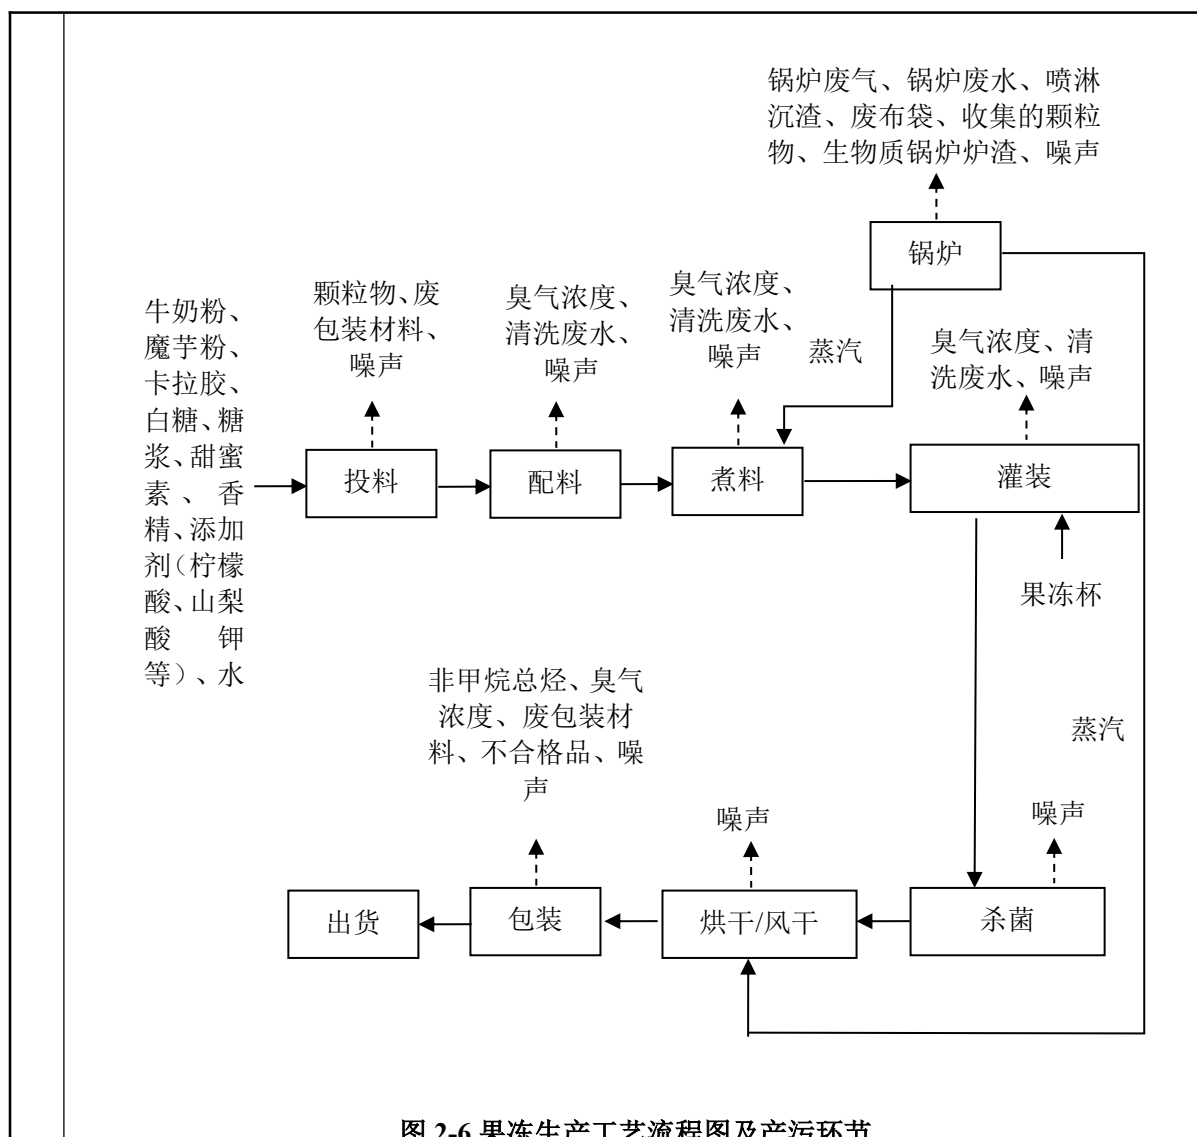 锅炉废气、锅炉废水、喷淋
沉渣、废布袋、收集的颗粒
物、生物质锅炉炉渣、噪声
锅炉
牛奶粉、
魔芋粉、
卡拉胶、
白糖、糖
浆、甜蜜
素、香
精、添加
剂（柠檬
酸、山梨
酸钾
等）、水
颗粒物、废
包装材料、
噪声
臭气浓度、
清洗废水、
噪声
臭气浓度、
清洗废水、
噪声
蒸汽
臭气浓度、清
洗废水、噪声
投料
配料
煮料
灌装
果冻杯
蒸汽
非甲烷总烃、臭气
浓度、废包装材
料、不合格品、噪
声
噪声
噪声
出货
包装
烘干/风干
杀菌
图 2-6 果冻生产工艺流程图及产污环节